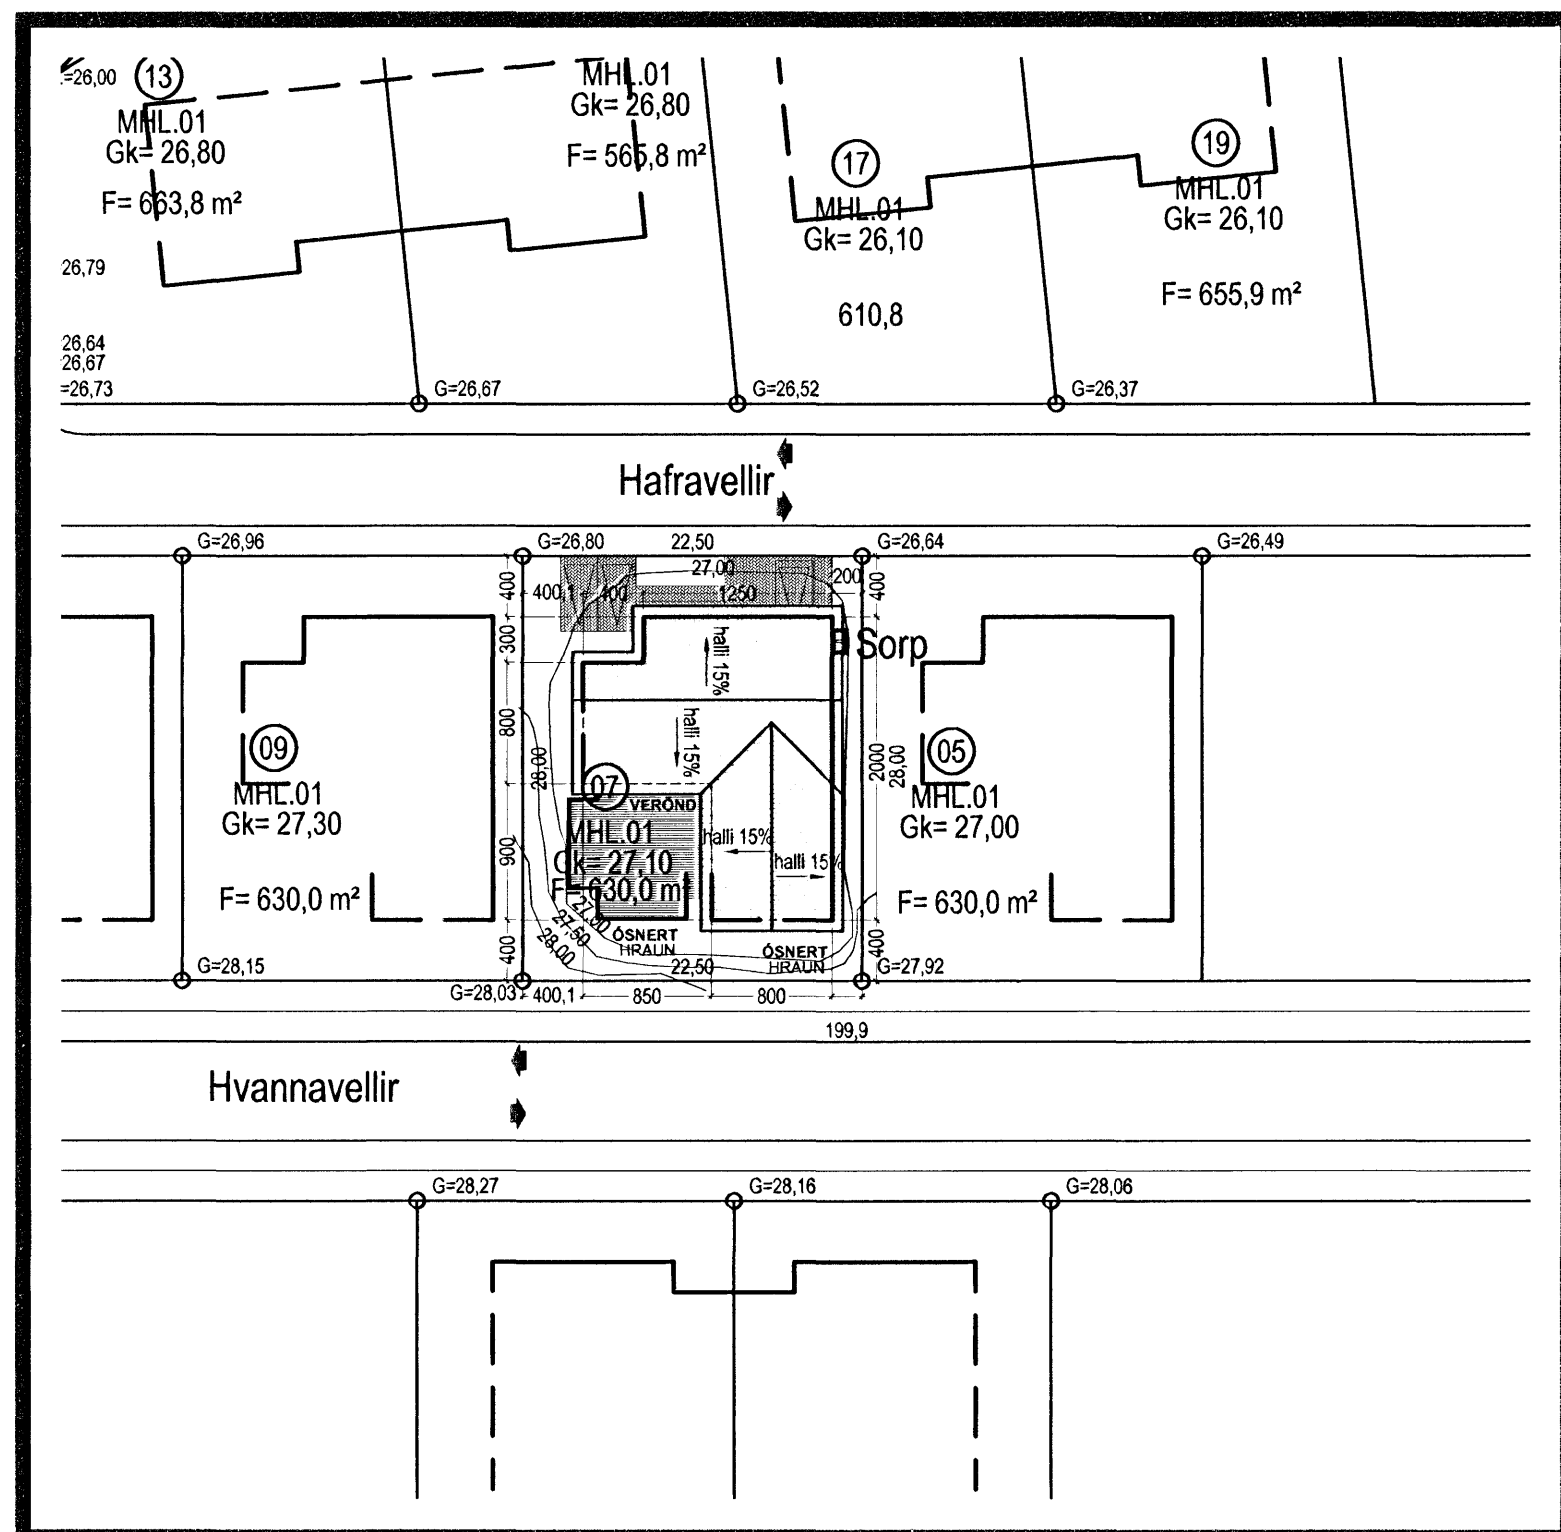 =26,00
13
MHL.01
Gk= 26,80
F= 663,8 m²
MHL.01
Gk= 26,80
F= 565,8 m²
17
MHL.01
Gk= 26,10
610,8
19
MHL.01
Gk= 26,10
F= 655,9 m²
26,79
26,64
26,67
=26,73
G=26,67
G=26,52
G=26,37
Hafravellir
G=26,96
G=26,80
22,50
G=26,64
G=26,49
27,00
200
400
400,1
400
1250
400
300
halli 15%
Sorp
800
28,00
halli 15%
2000
28,00
09
MHL.01
Gk= 27,30
F= 630,0 m²
07
VERÖND
MHL.01
Gk= 27,10
F= 630,0 m²
halli 15%
halli 15%
05
MHL.01
Gk= 27,00
F= 630,0 m²
900
27,00
27,50
28,00
ÓSNERT
HRAUN
ÓSNERT
HRAUN
400
400
22,50
G=28,15
G=28,03
G=27,92
400,1
850
800
199,9
Hvannavellir
G=28,27
G=28,16
G=28,06